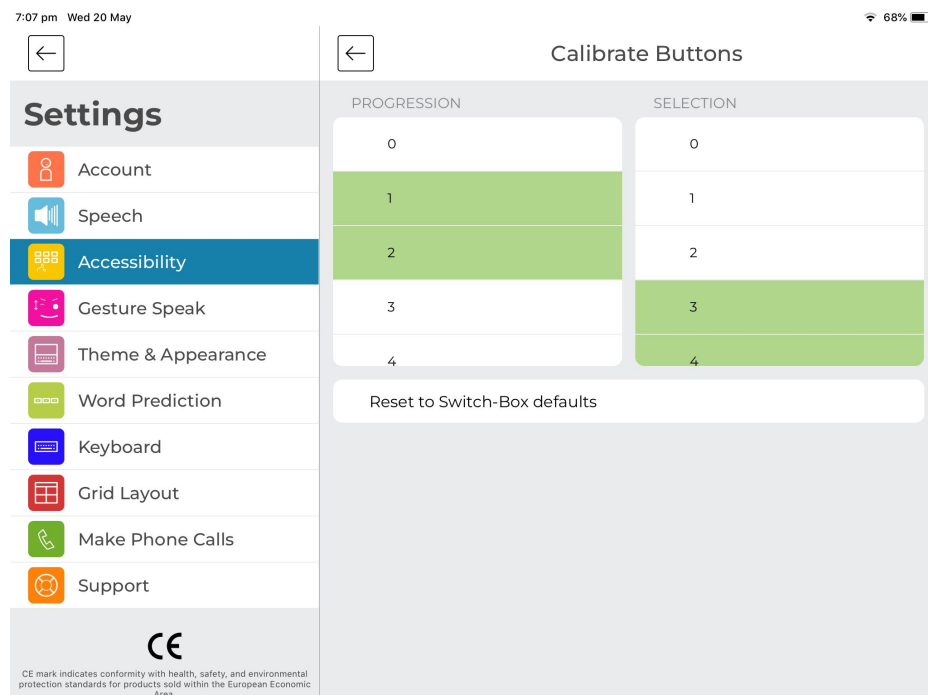 7:07 pm Wed 20 May
68%
Calibrate Buttons
Settings
Account
Speech
Accessibility
Gesture Speak
Theme & Appearance
Word Prediction
Keyboard
Grid Layout
Make Phone Calls
Support
CE
CE mark indicates conformity with health, safety, and environmental
protection standards for products sold within the European Economic
Area
PROGRESSION
0
1
2
3
4
SELECTION
0
1
2
3
4
Reset to Switch-Box defaults